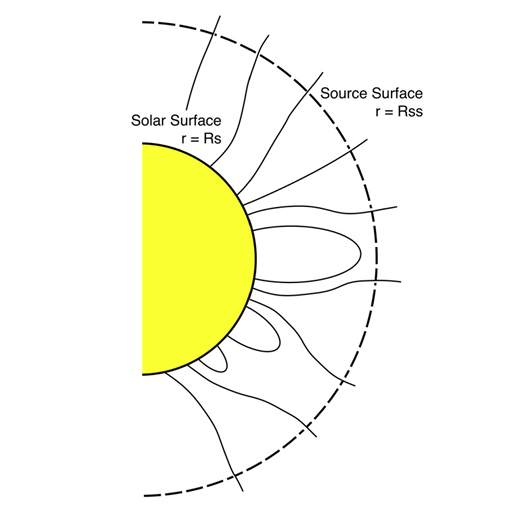 Solar Surface
r = Rs
Source Surface
r = Rss